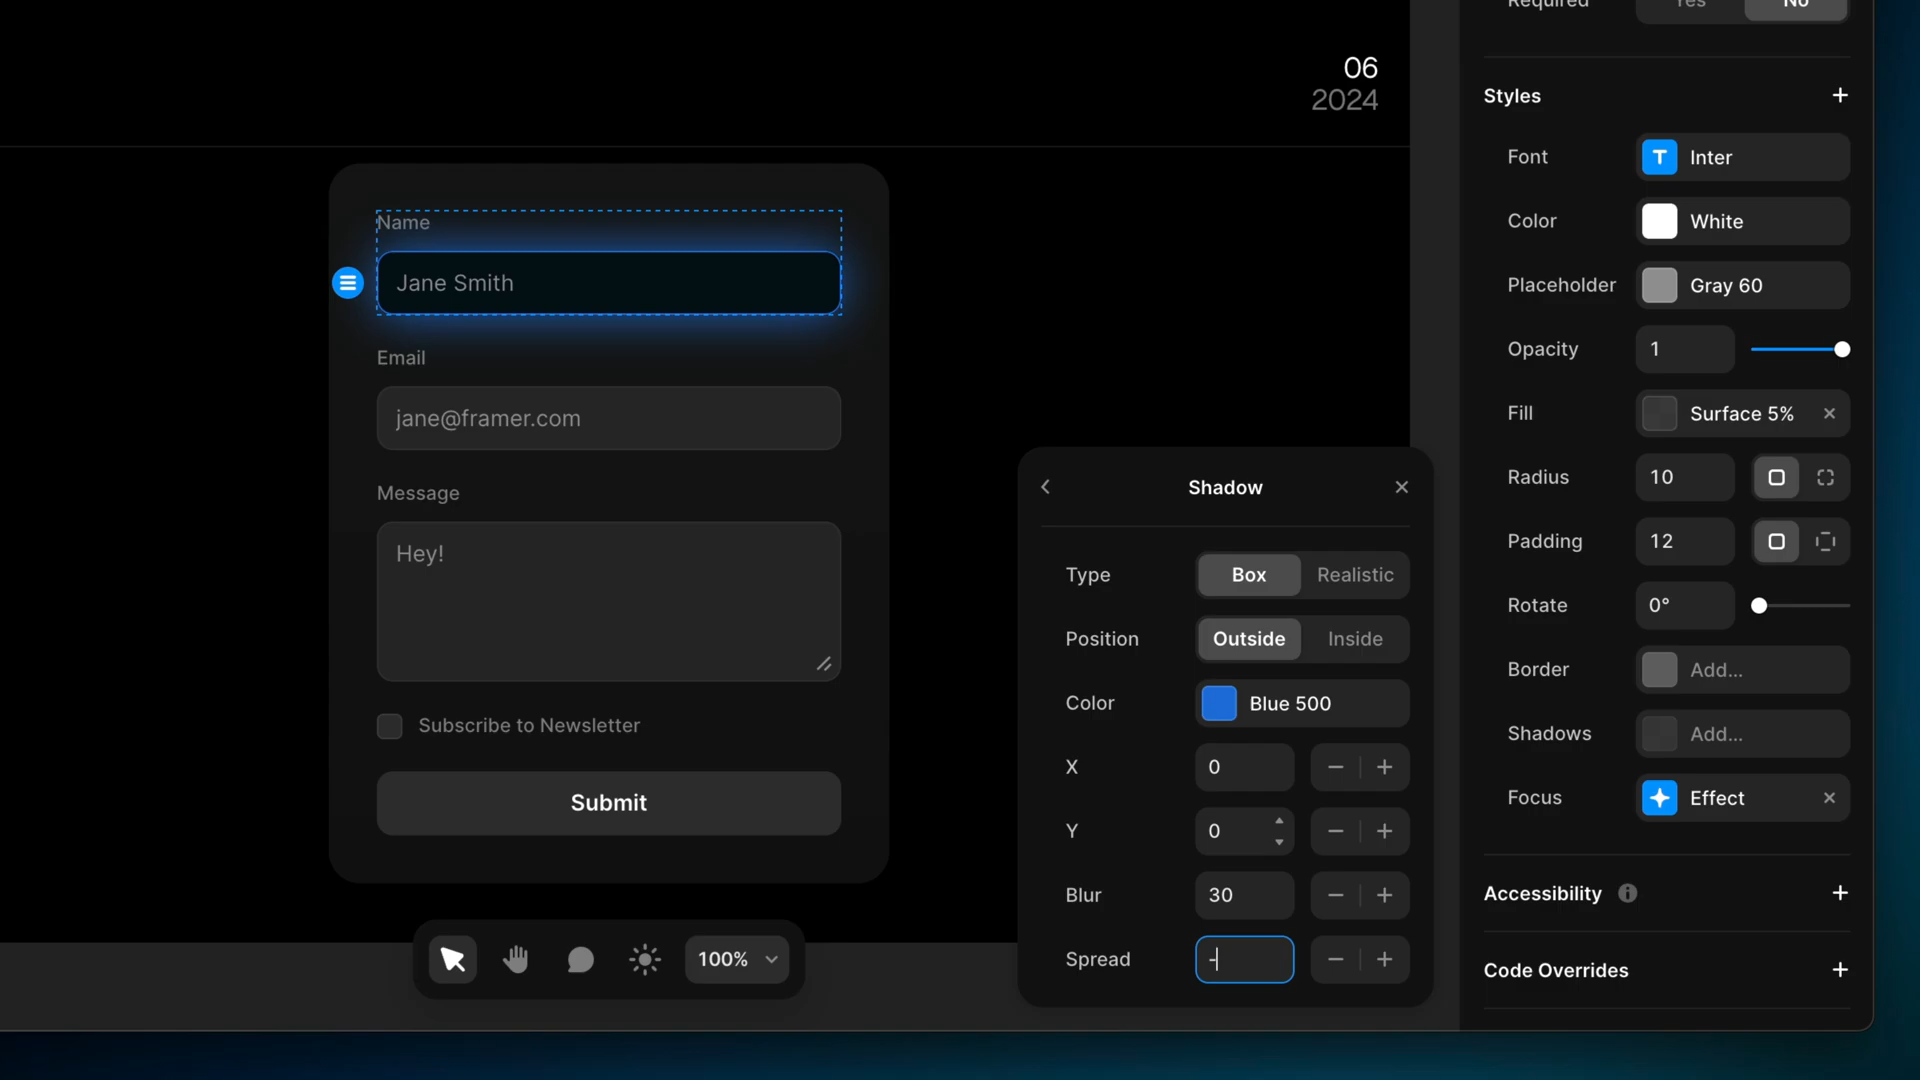 Required Yes No
06
2024
Styles
Font Inter
Color White
Placeholder Gray 60
Opacity 1
Fill Surface 5%
Radius 10
Padding 12
Rotate 0°
Border Add...
Shadows Add...
Focus Effect
Accessibility
Code Overrides
Name
Jane Smith
Email
jane@framer.com
Message
Hey!
Subscribe to Newsletter
Submit
100%
Shadow
Type Box Realistic
Position Outside Inside
Color Blue 500
X 0
Y 0
Blur 30
Spread -